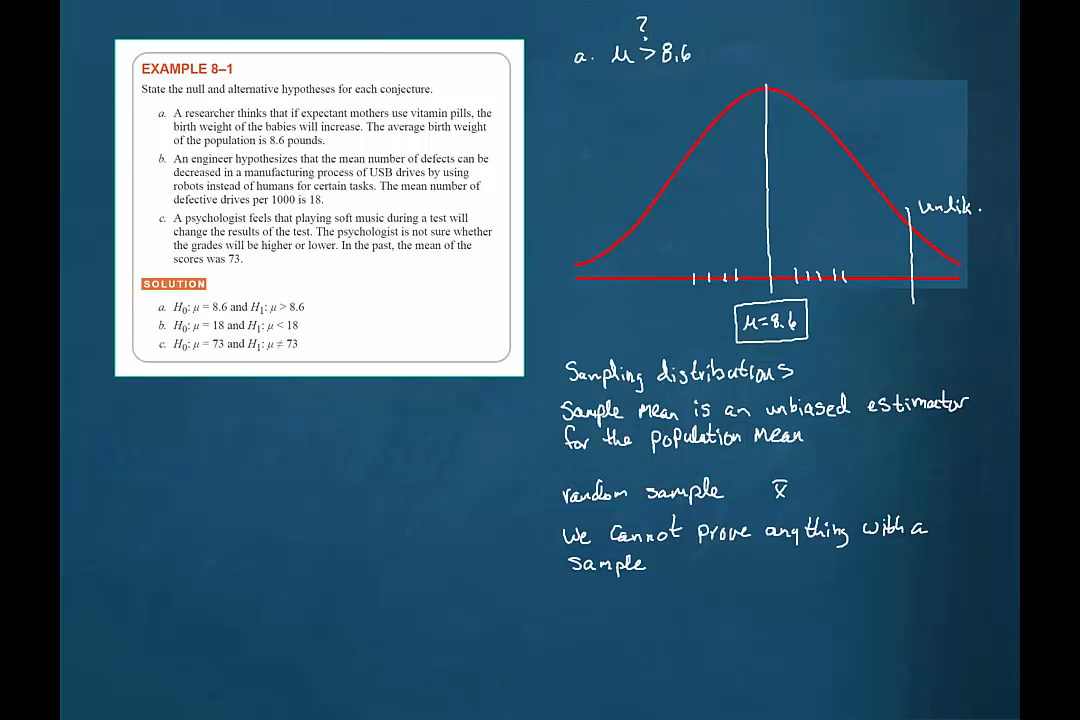 EXAMPLE 8–1
State the null and alternative hypotheses for each conjecture.
a. A researcher thinks that if expectant mothers use vitamin pills, the
birth weight of the babies will increase. The average birth weight
of the population is 8.6 pounds.
b. An engineer hypothesizes that the mean number of defects can be
decreased in a manufacturing process of USB drives by using
robots instead of humans for certain tasks. The mean number of
defective drives per 1000 is 18.
c. A psychologist feels that playing soft music during a test will
change the results of the test. The psychologist is not sure whether
the grades will be higher or lower. In the past, the mean of the
scores was 73.
SOLUTION
a. H₀: μ = 8.6 and H₁: μ > 8.6
b. H₀: μ = 18 and H₁: μ < 18
c. H₀: μ = 73 and H₁: μ ≠ 73
?
a. μ > 8.6
unlik.
μ = 8.6
Sampling distributions
Sample mean is an unbiased estimator
for the population mean
random sample x̄
We cannot prove anything with a
sample